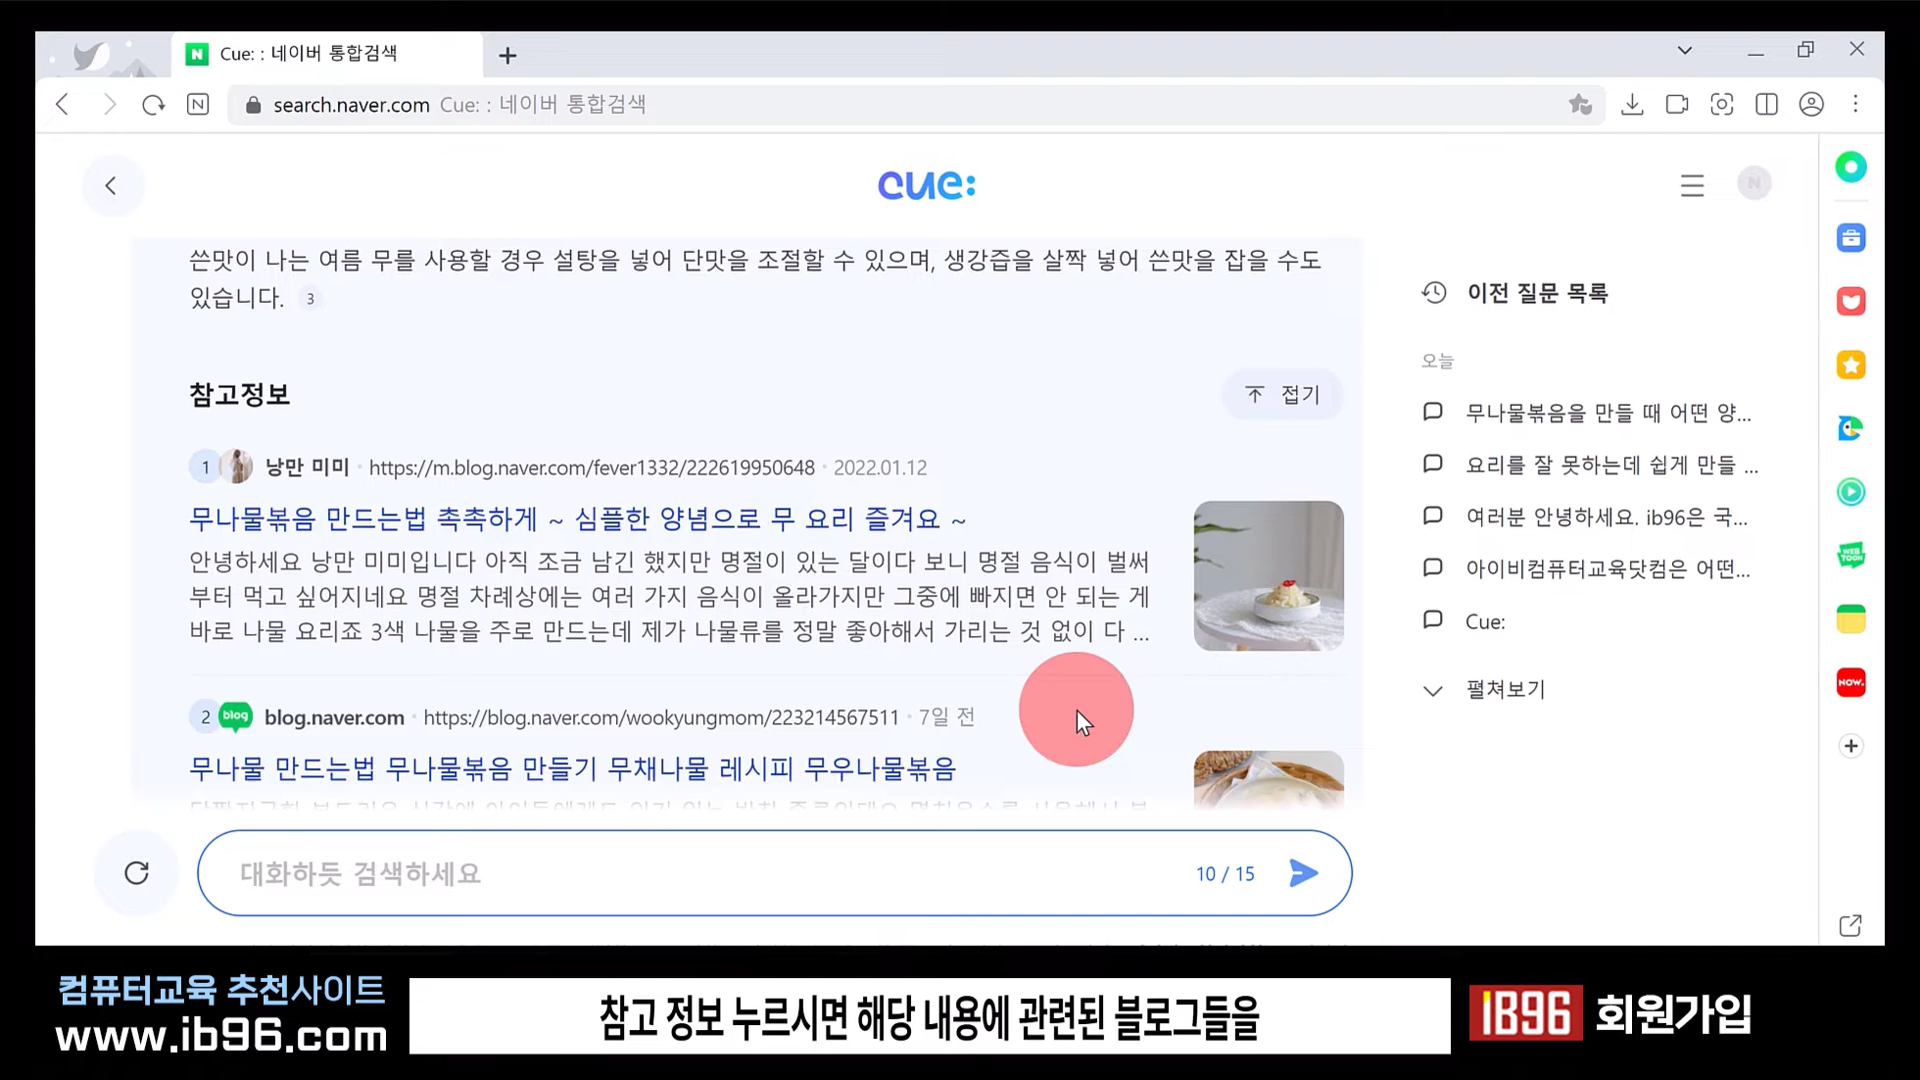 Cue: : 네이버 통합검색
search.naver.com Cue: : 네이버 통합검색
cue:
N
쓴맛이 나는 여름 무를 사용할 경우 설탕을 넣어 단맛을 조절할 수 있으며, 생강즙을 살짝 넣어 쓴맛을 잡을 수도
있습니다. 3
참고정보
접기
1 낭만 미미 · https://m.blog.naver.com/fever1332/222619950648 · 2022.01.12
무나물볶음 만드는법 촉촉하게 ~ 심플한 양념으로 무 요리 즐겨요 ~
안녕하세요 낭만 미미입니다 아직 조금 남긴 했지만 명절이 있는 달이다 보니 명절 음식이 벌써
부터 먹고 싶어지네요 명절 차례상에는 여러 가지 음식이 올라가지만 그중에 빠지면 안 되는 게
바로 나물 요리죠 3색 나물을 주로 만드는데 제가 나물류를 정말 좋아해서 가리는 것 없이 다 ...
2 blog blog.naver.com · https://blog.naver.com/wookyungmom/223214567511 · 7일 전
무나물 만드는법 무나물볶음 만들기 무채나물 레시피 무우나물볶음
대화하듯 검색하세요
10 / 15
이전 질문 목록
오늘
무나물볶음을 만들 때 어떤 양...
요리를 잘 못하는데 쉽게 만들 ...
여러분 안녕하세요. ib96은 국...
아이비컴퓨터교육닷컴은 어떤...
Cue:
펼쳐보기
WEB
TOON
NOW.
컴퓨터교육 추천사이트
www.ib96.com
참고 정보 누르시면 해당 내용에 관련된 블로그들을
IB96 회원가입